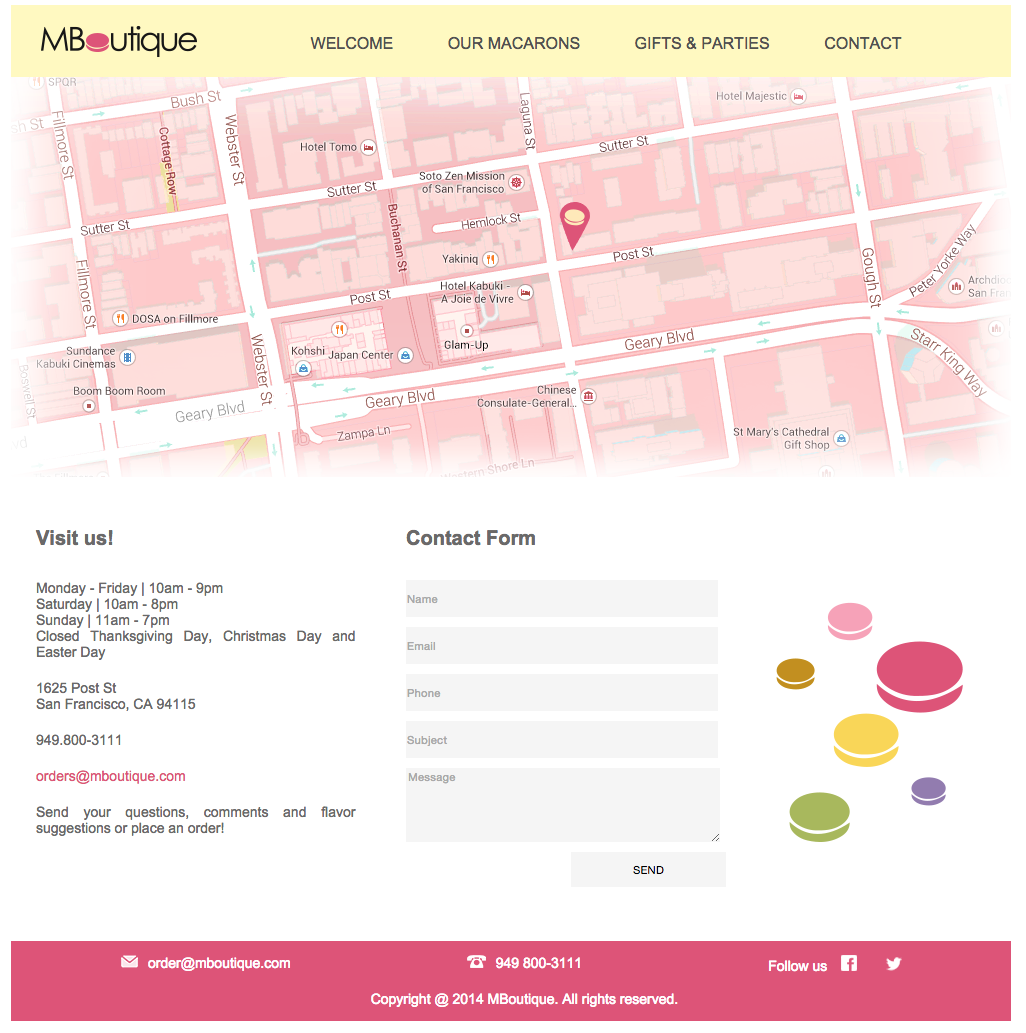 MBoutique
WELCOME
OUR MACARONS
GIFTS & PARTIES
CONTACT
SPQR
Bush St
Hotel Majestic
Fillmore St
Cottage Row
Webster St
Laguna St
Hotel Tomo
Sutter St
Soto Zen Mission
of San Francisco
Sutter St
Sutter St
Buchanan St
Hemlock St
Yakiniq
Post St
Gough St
Peter Yorke Way
Fillmore St
Hotel Kabuki -
A Joie de Vivre
Post St
DOSA on Fillmore
Webster St
Kohshi
Japan Center
Glam-Up
Geary Blvd
Starr King Way
Sundance
Kabuki Cinemas
Boom Boom Room
Geary Blvd
Geary Blvd
Chinese
Consulate-General...
Zampa Ln
St Mary's Cathedral
Gift Shop
Western Shore Ln
Visit us!
Monday - Friday | 10am - 9pm
Saturday | 10am - 8pm
Sunday | 11am - 7pm
Closed Thanksgiving Day, Christmas Day and
Easter Day
1625 Post St
San Francisco, CA 94115
949.800-3111
orders@mboutique.com
Send your questions, comments and flavor
suggestions or place an order!
Contact Form
Name
Email
Phone
Subject
Message
SEND
order@mboutique.com
949 800-3111
Follow us
Copyright @ 2014 MBoutique. All rights reserved.